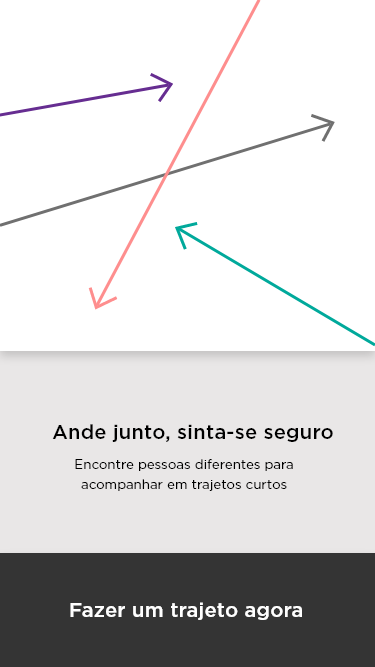 Ande junto, sinta-se seguro
Encontre pessoas diferentes para
acompanhar em trajetos curtos
Fazer um trajeto agora